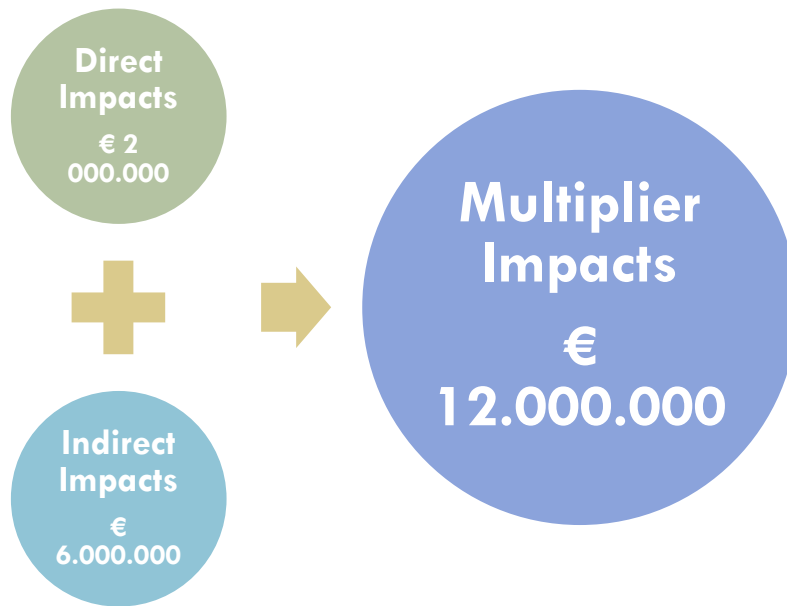 Direct
Impacts
€ 2
000.000
Indirect
Impacts
€
6.000.000
Multiplier
Impacts
€
12.000.000